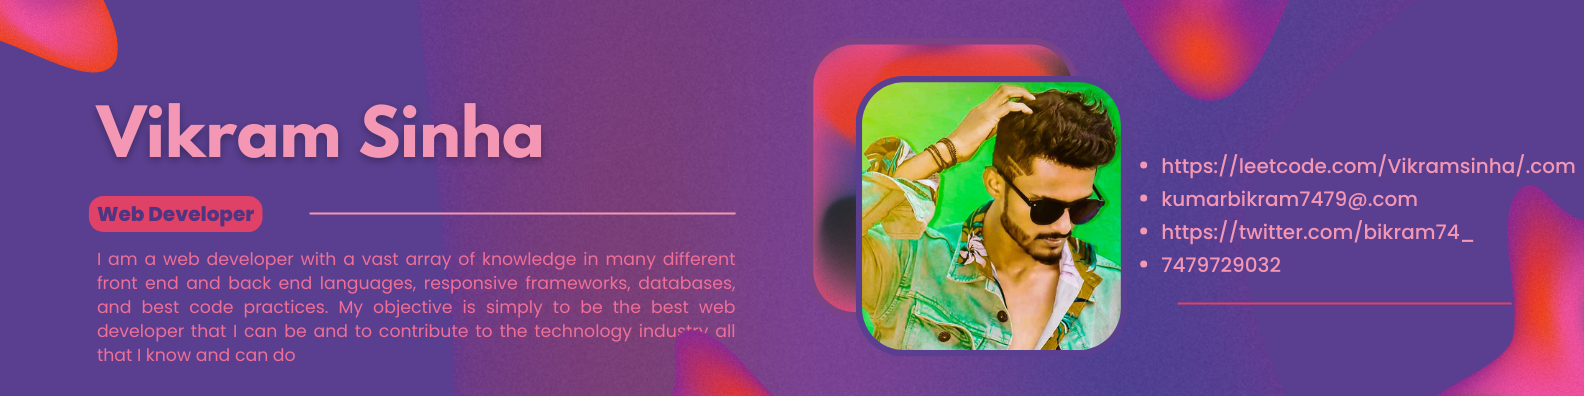 Vikram Sinha
Web Developer
I am a web developer with a vast array of knowledge in many different
front end and back end languages, responsive frameworks, databases,
and best code practices. My objective is simply to be the best web
developer that I can be and to contribute to the technology industry all
that I know and can do
https://leetcode.com/Vikramsinha/.com
kumarbikram7479@.com
https://twitter.com/bikram74_
7479729032